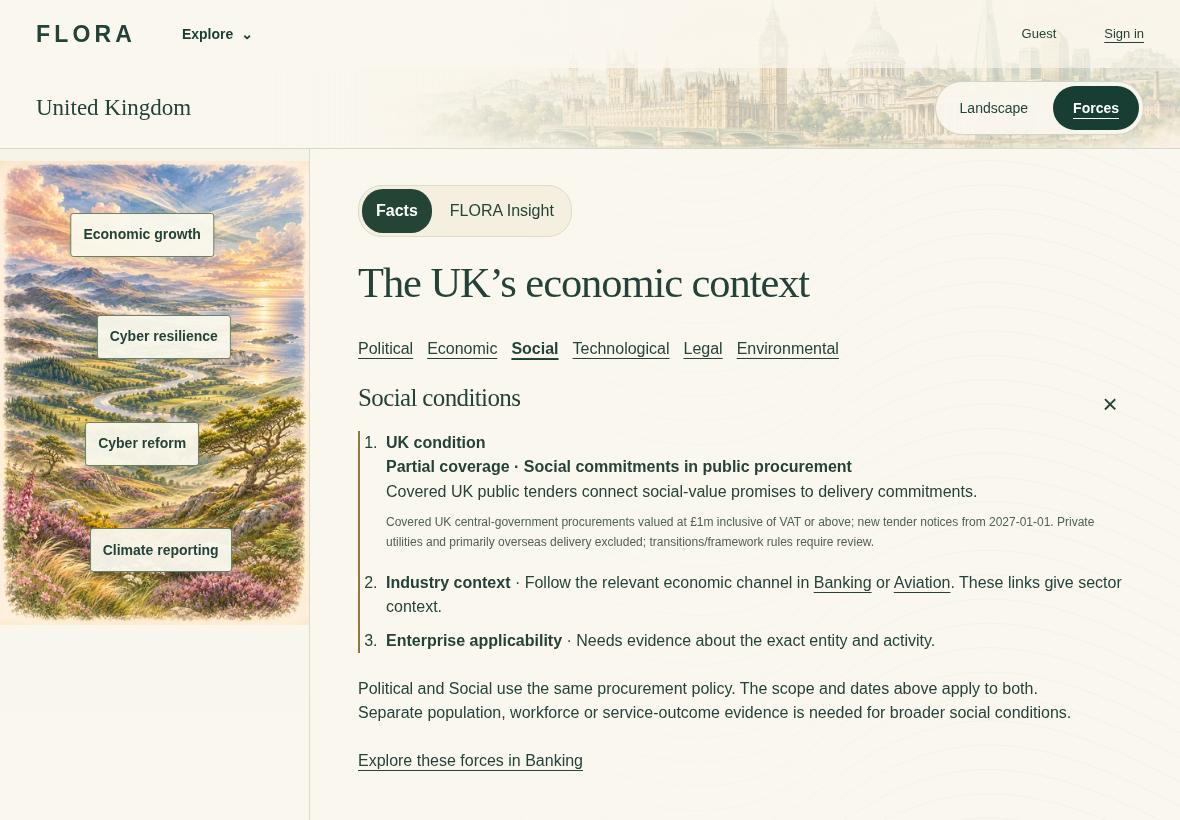 FLORA
Explore
Guest
Sign in
United Kingdom
Landscape
Forces
Economic growth
Cyber resilience
Cyber reform
Climate reporting
Facts
FLORA Insight
The UK’s economic context
Political Economic Social Technological Legal Environmental
Social conditions
1. UK condition
Partial coverage · Social commitments in public procurement
Covered UK public tenders connect social-value promises to delivery commitments.
Covered UK central-government procurements valued at £1m inclusive of VAT or above; new tender notices from 2027-01-01. Private
utilities and primarily overseas delivery excluded; transitions/framework rules require review.
2. Industry context · Follow the relevant economic channel in Banking or Aviation. These links give sector
context.
3. Enterprise applicability · Needs evidence about the exact entity and activity.
Political and Social use the same procurement policy. The scope and dates above apply to both.
Separate population, workforce or service-outcome evidence is needed for broader social conditions.
Explore these forces in Banking